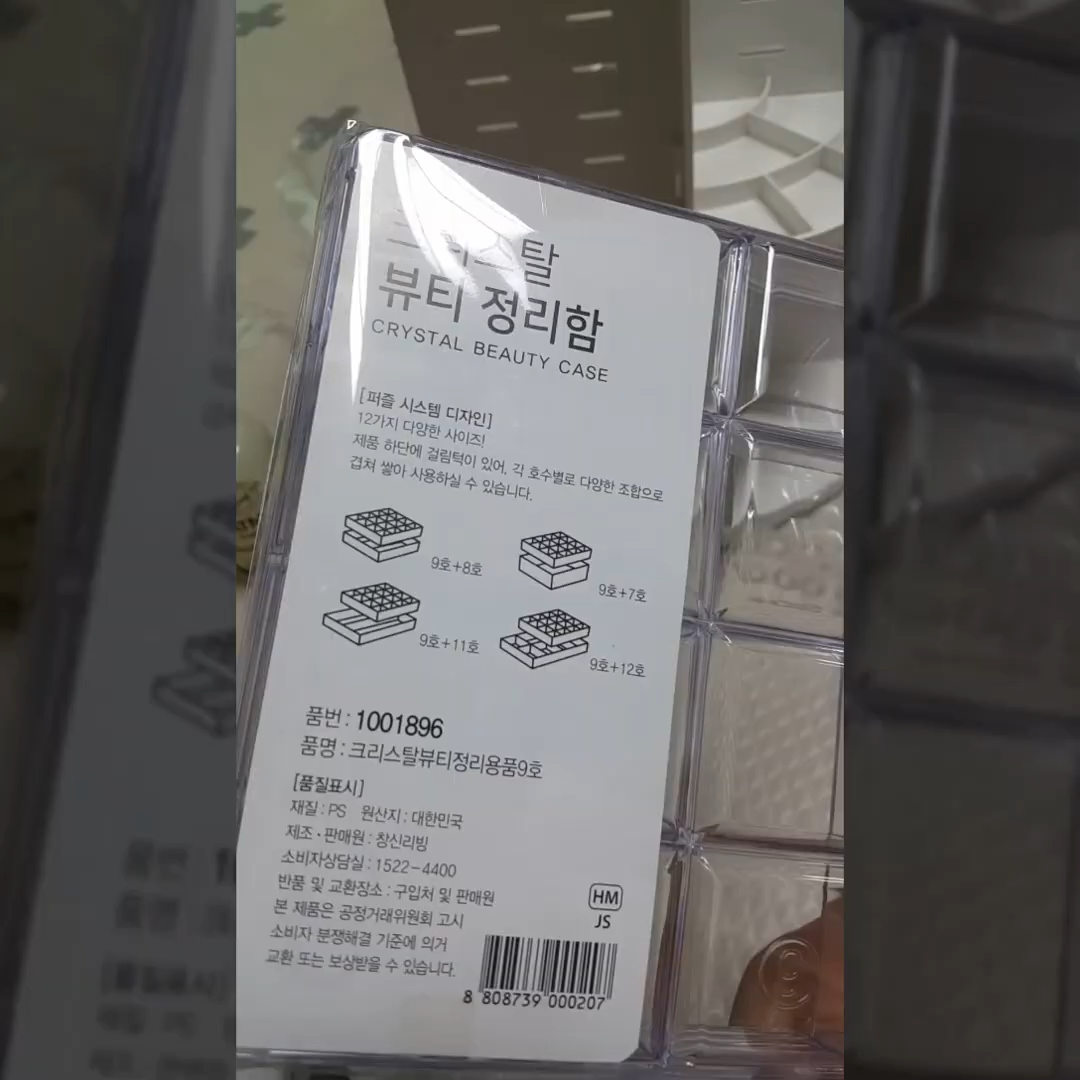 크리스탈
뷰티 정리함
CRYSTAL BEAUTY CASE
[퍼즐 시스템 디자인]
12가지 다양한 사이즈!
제품 하단에 걸림턱이 있어, 각 호수별로 다양한 조합으로
겹쳐 쌓아 사용하실 수 있습니다.
9호+8호
9호+7호
9호+11호
9호+12호
품번 : 1001896
품명 : 크리스탈뷰티정리용품9호
[품질표시]
재질 : PS 원산지 : 대한민국
제조·판매원 : 창신리빙
소비자상담실 : 1522-4400
반품 및 교환장소 : 구입처 및 판매원
본 제품은 공정거래위원회 고시
소비자 분쟁해결 기준에 의거
교환 또는 보상받을 수 있습니다.
HM
JS
8 808739 000207